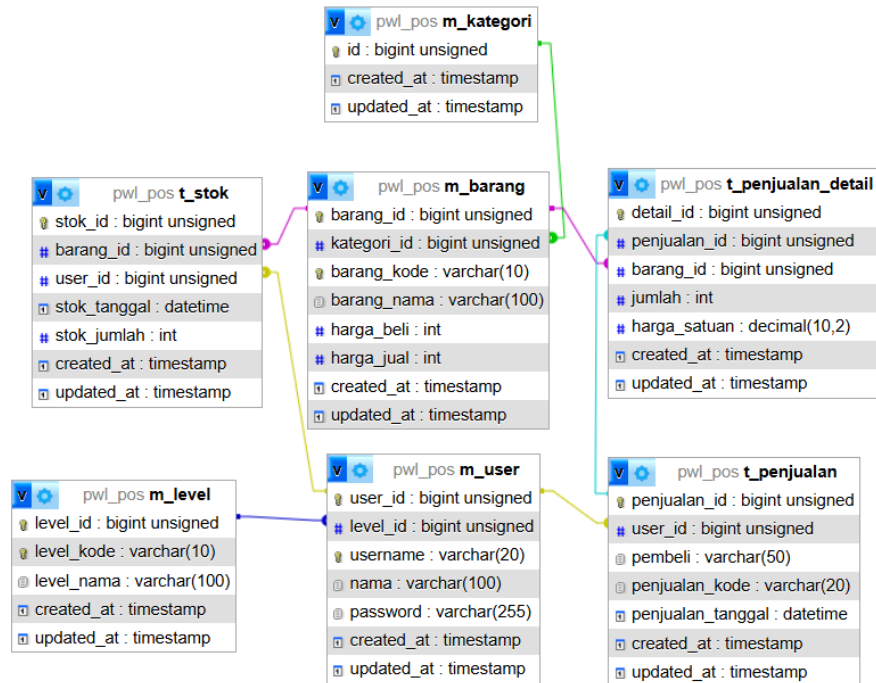 pwl_pos m_kategori
id : bigint unsigned
created_at : timestamp
updated_at : timestamp
pwl_pos t_stok
stok_id : bigint unsigned
barang_id : bigint unsigned
user_id : bigint unsigned
stok_tanggal : datetime
stok_jumlah : int
created_at : timestamp
updated_at : timestamp
pwl_pos m_barang
barang_id : bigint unsigned
kategori_id : bigint unsigned
barang_kode : varchar(10)
barang_nama : varchar(100)
harga_beli : int
harga_jual : int
created_at : timestamp
updated_at : timestamp
pwl_pos t_penjualan_detail
detail_id : bigint unsigned
penjualan_id : bigint unsigned
barang_id : bigint unsigned
jumlah : int
harga_satuan : decimal(10,2)
created_at : timestamp
updated_at : timestamp
pwl_pos m_level
level_id : bigint unsigned
level_kode : varchar(10)
level_nama : varchar(100)
created_at : timestamp
updated_at : timestamp
pwl_pos m_user
user_id : bigint unsigned
level_id : bigint unsigned
username : varchar(20)
nama : varchar(100)
password : varchar(255)
created_at : timestamp
updated_at : timestamp
pwl_pos t_penjualan
penjualan_id : bigint unsigned
user_id : bigint unsigned
pembeli : varchar(50)
penjualan_kode : varchar(20)
penjualan_tanggal : datetime
created_at : timestamp
updated_at : timestamp